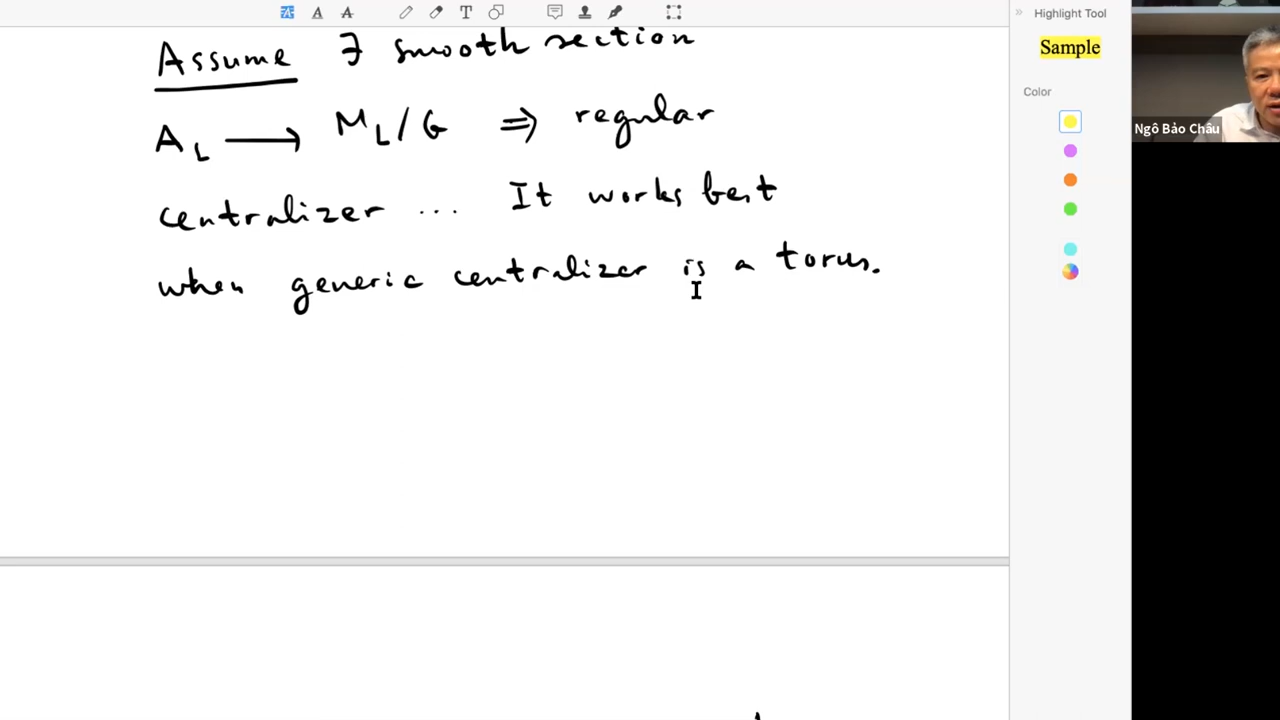 Assume ∃ smooth section
A_L ⟶ M_L/G ⇒ regular
centralizer ... It works best
when generic centralizer is a torus.
Highlight Tool
Sample
Color
Ngô Bảo Châu